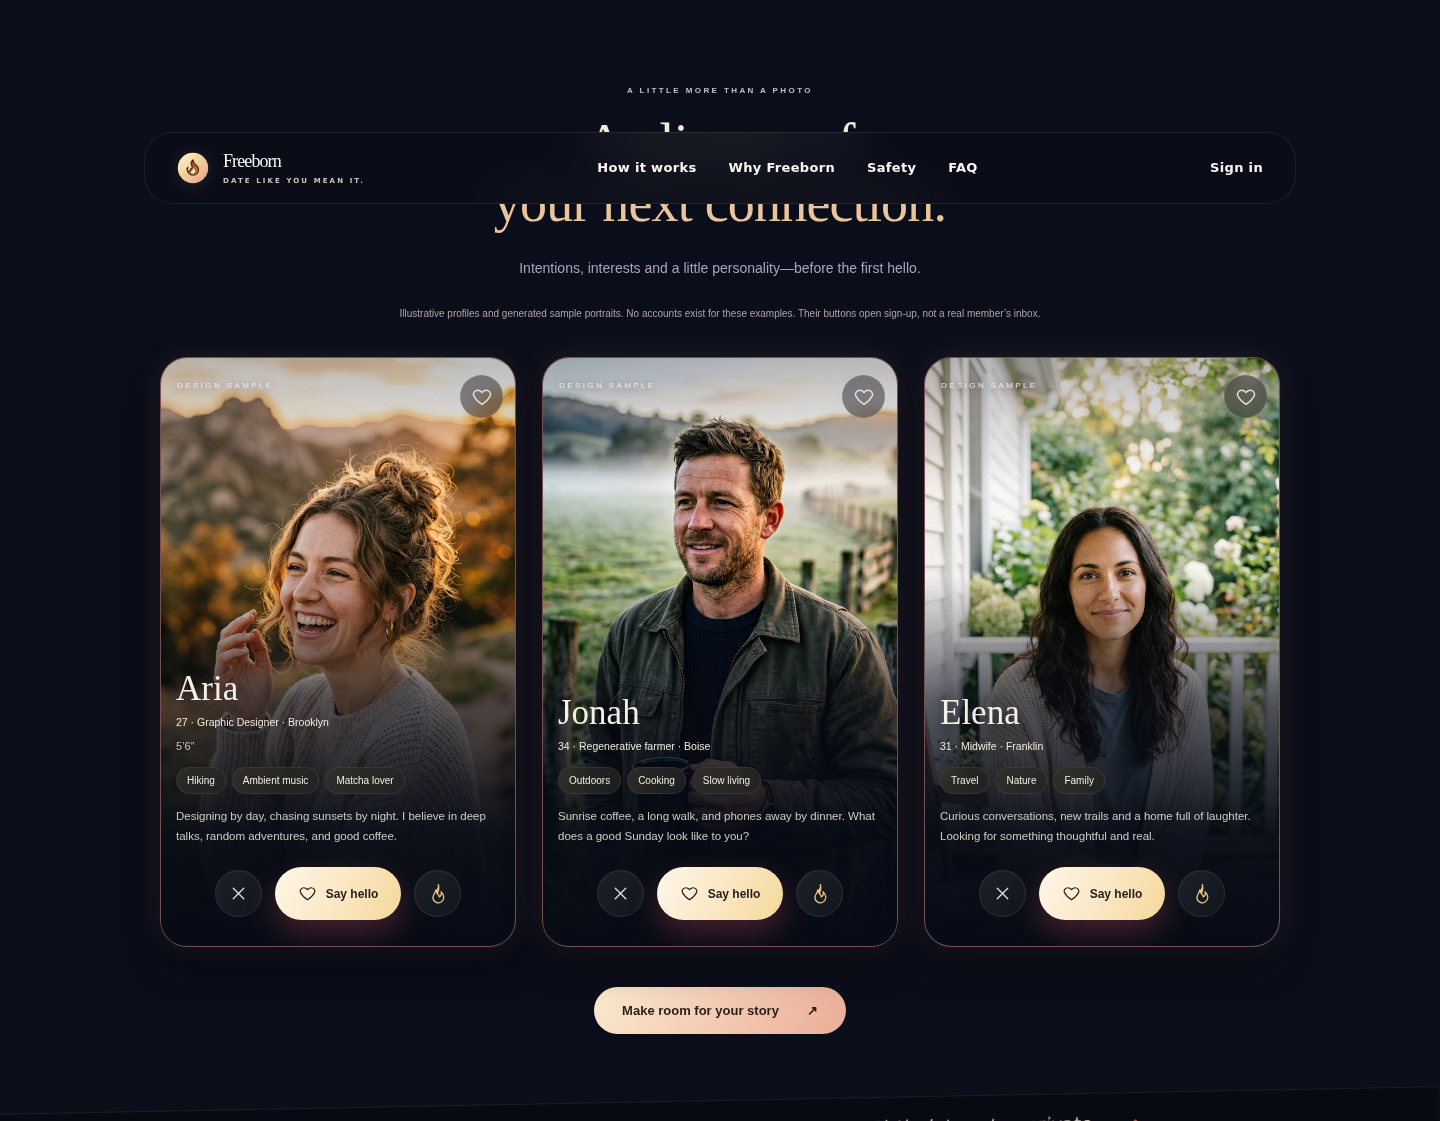 A LITTLE MORE THAN A PHOTO
Freeborn
DATE LIKE YOU MEAN IT.
How it works
Why Freeborn
Safety
FAQ
Sign in
your next connection.
Intentions, interests and a little personality—before the first hello.
Illustrative profiles and generated sample portraits. No accounts exist for these examples. Their buttons open sign-up, not a real member’s inbox.
DESIGN SAMPLE
Aria
27 · Graphic Designer · Brooklyn
5’6”
Hiking
Ambient music
Matcha lover
Designing by day, chasing sunsets by night. I believe in deep
talks, random adventures, and good coffee.
Say hello
DESIGN SAMPLE
Jonah
34 · Regenerative farmer · Boise
Outdoors
Cooking
Slow living
Sunrise coffee, a long walk, and phones away by dinner. What
does a good Sunday look like to you?
Say hello
DESIGN SAMPLE
Elena
31 · Midwife · Franklin
Travel
Nature
Family
Curious conversations, new trails and a home full of laughter.
Looking for something thoughtful and real.
Say hello
Make room for your story ↗